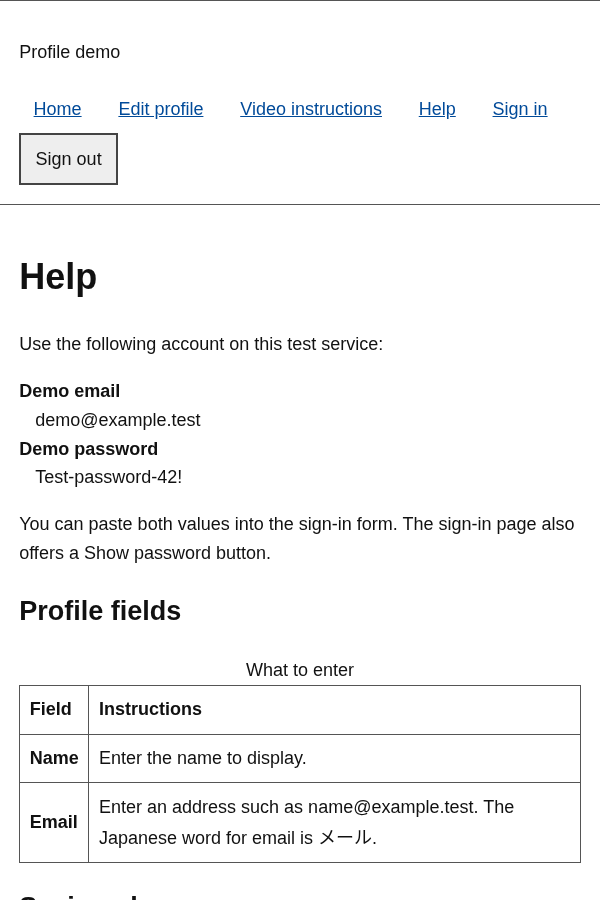 Profile demo
Home Edit profile Video instructions Help Sign in
Sign out
Help
Use the following account on this test service:
Demo email
demo@example.test
Demo password
Test-password-42!
You can paste both values into the sign-in form. The sign-in page also
offers a Show password button.
Profile fields
What to enter
Field Instructions
Name Enter the name to display.
Email Enter an address such as name@example.test. The
Japanese word for email is メール.